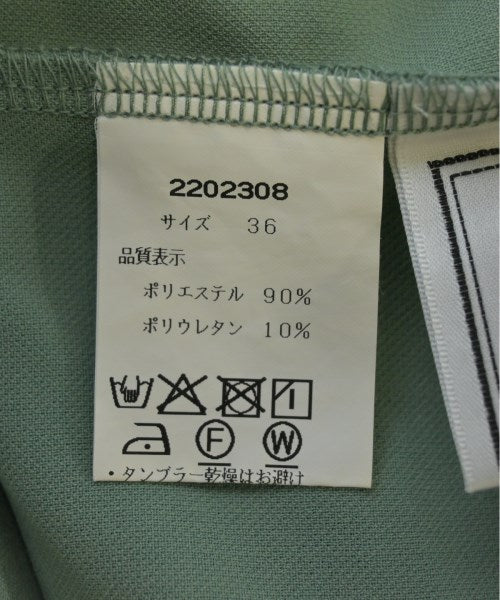 2202308
サイズ 36
品質表示
ポリエステル 90%
ポリウレタン 10%
F W
・タンブラー乾燥はお避け